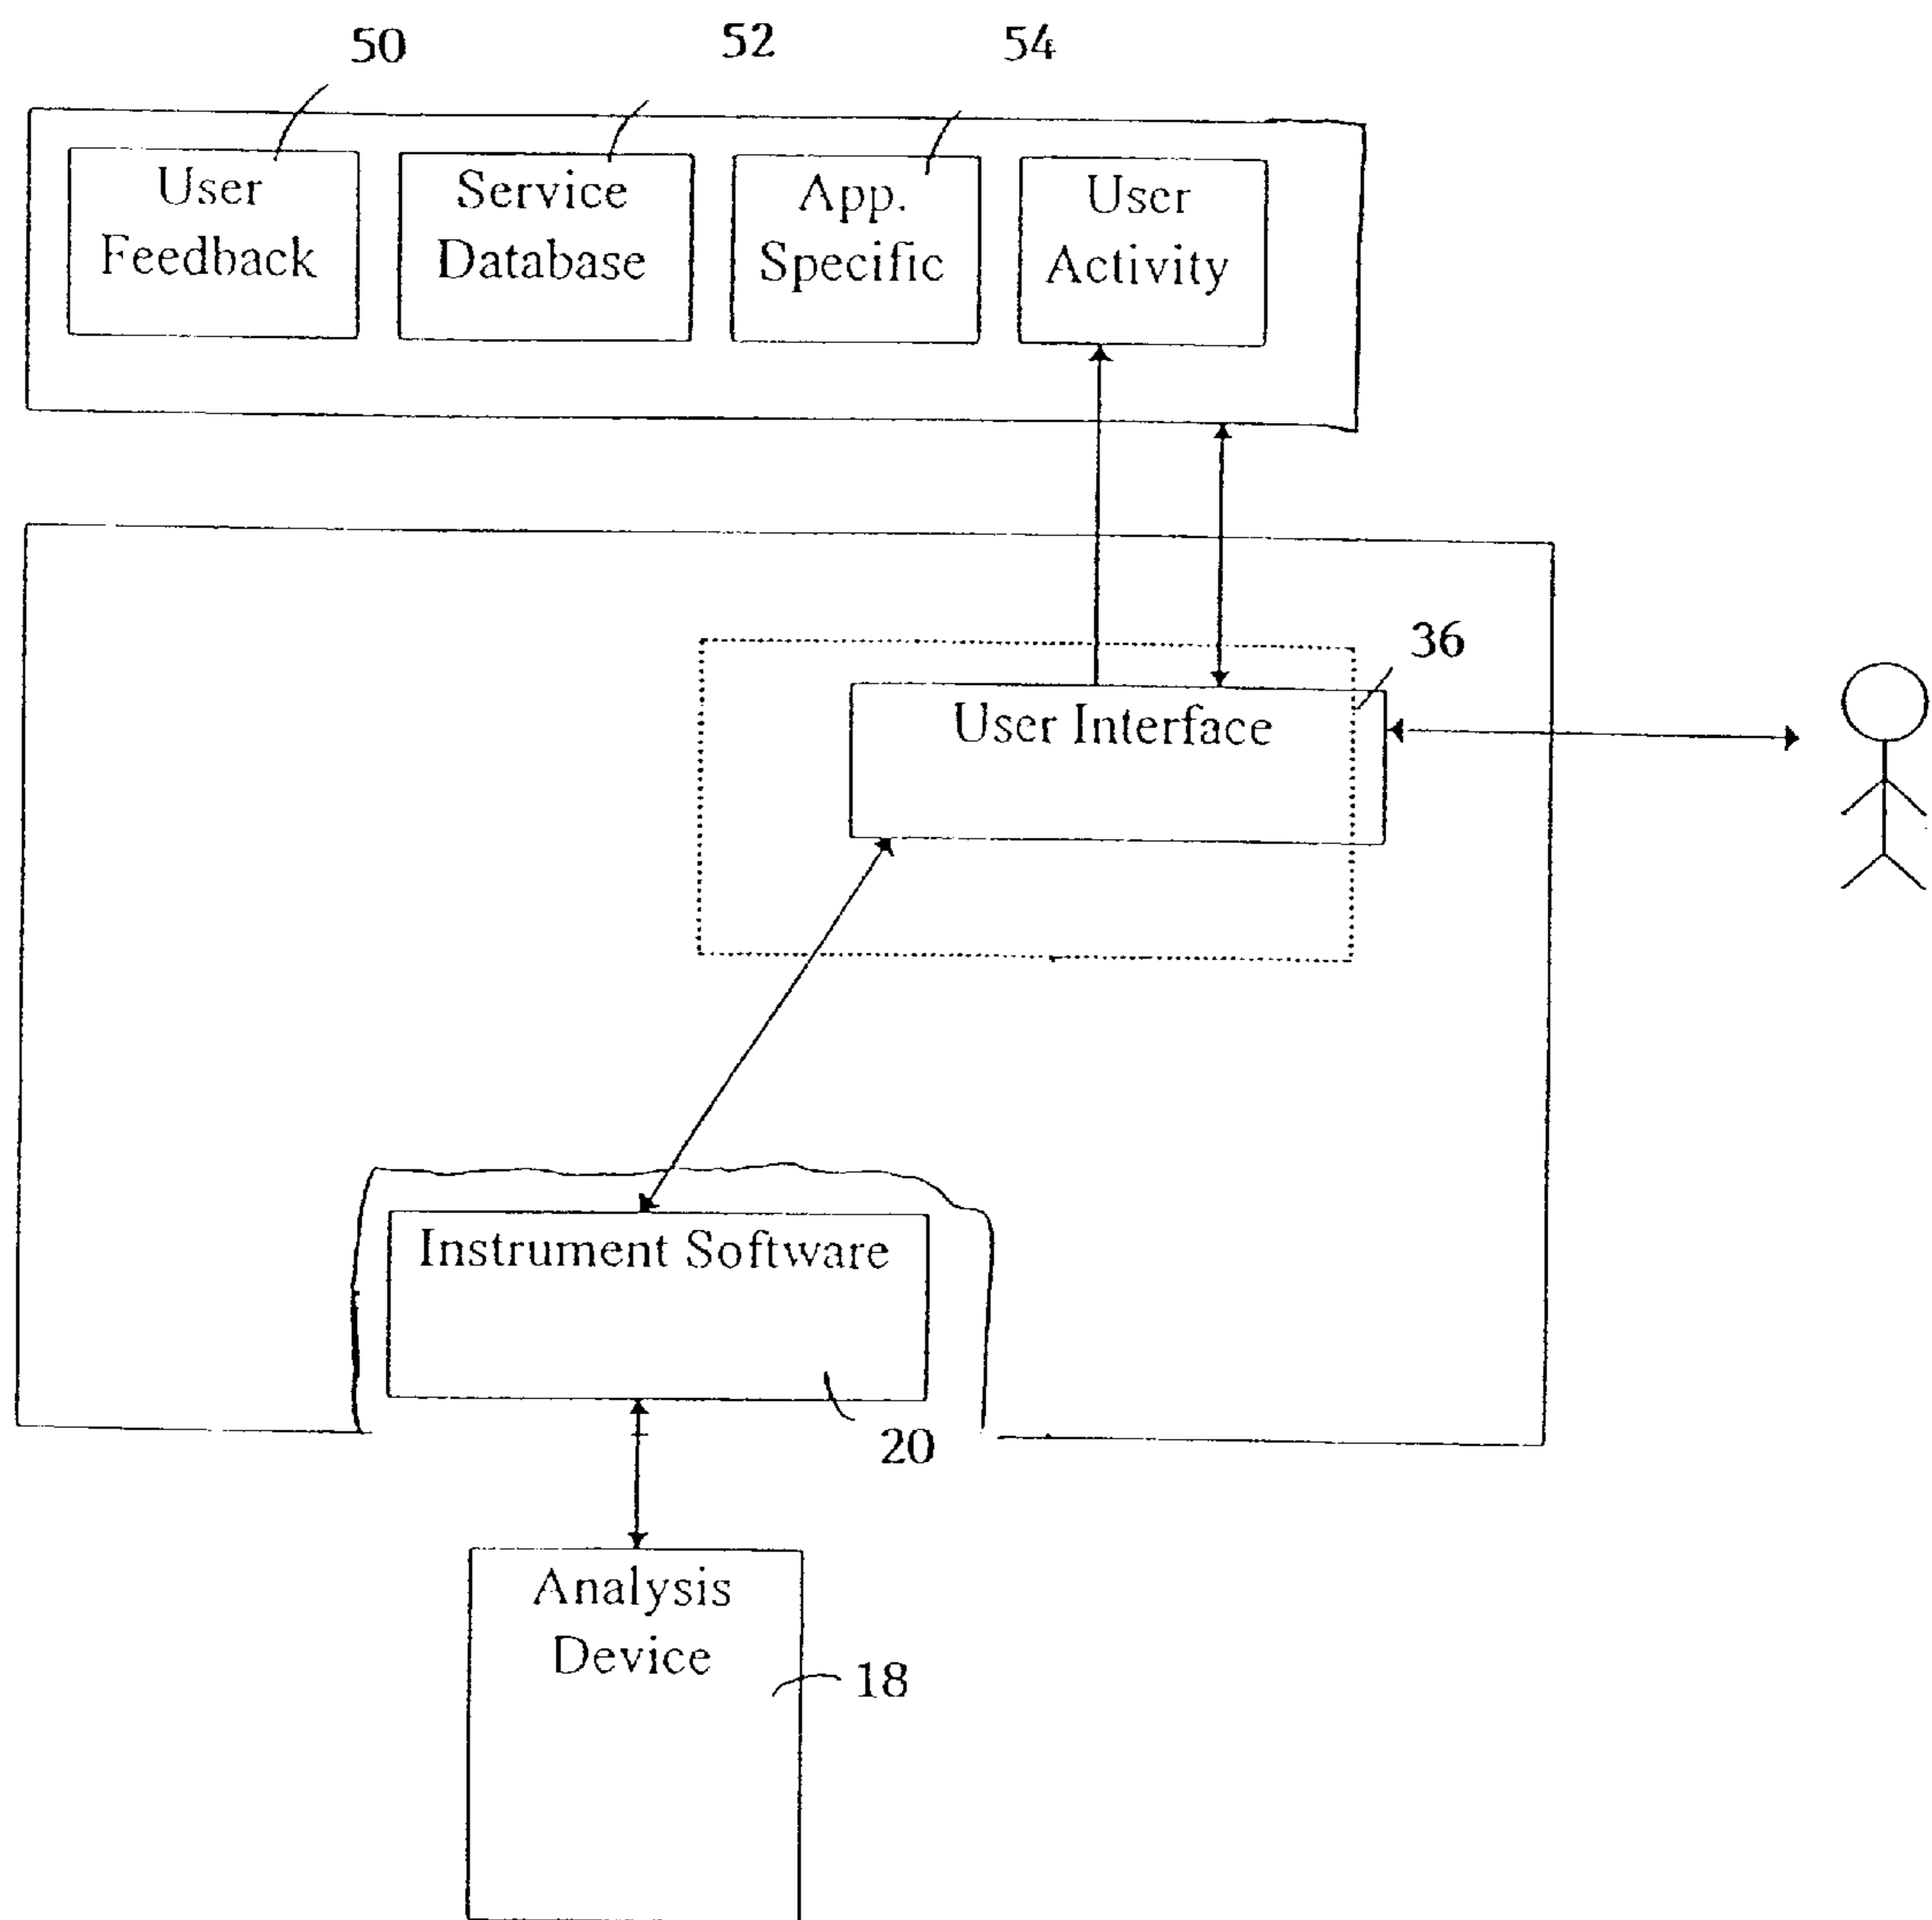 50
52
54
User
Feedback
Service
Database
App.
Specific
User
Activity
36
User Interface
Instrument Software
20
Analysis
Device
18